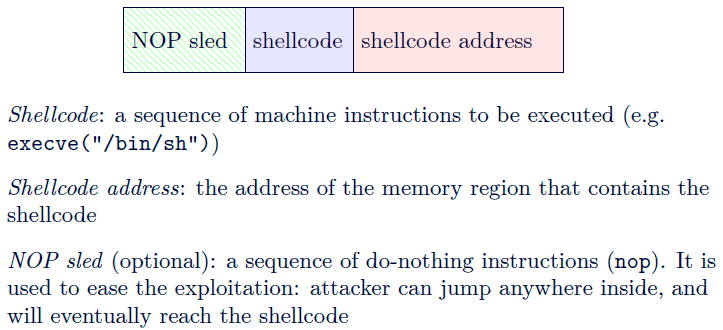 NOP sled shellcode shellcode address
Shellcode: a sequence of machine instructions to be executed (e.g.
execve("/bin/sh"))
Shellcode address: the address of the memory region that contains the
shellcode
NOP sled (optional): a sequence of do-nothing instructions (nop). It is
used to ease the exploitation: attacker can jump anywhere inside, and
will eventually reach the shellcode